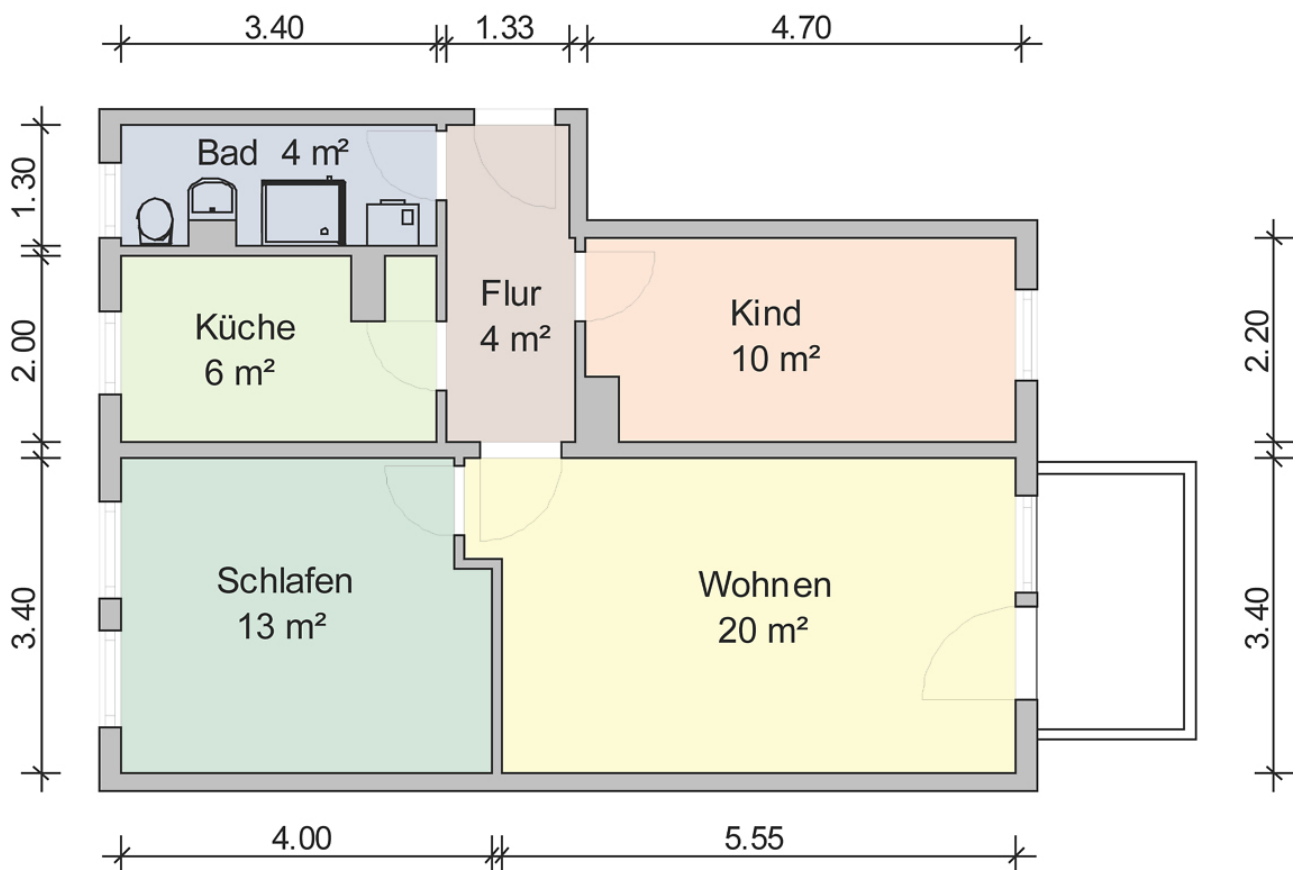 3.40 1.33 4.70
1.30
Bad 4 m²
2.00
Küche
6 m²
Flur
4 m²
Kind
10 m²
2.20
3.40
Schlafen
13 m²
Wohnen
20 m²
3.40
4.00 5.55